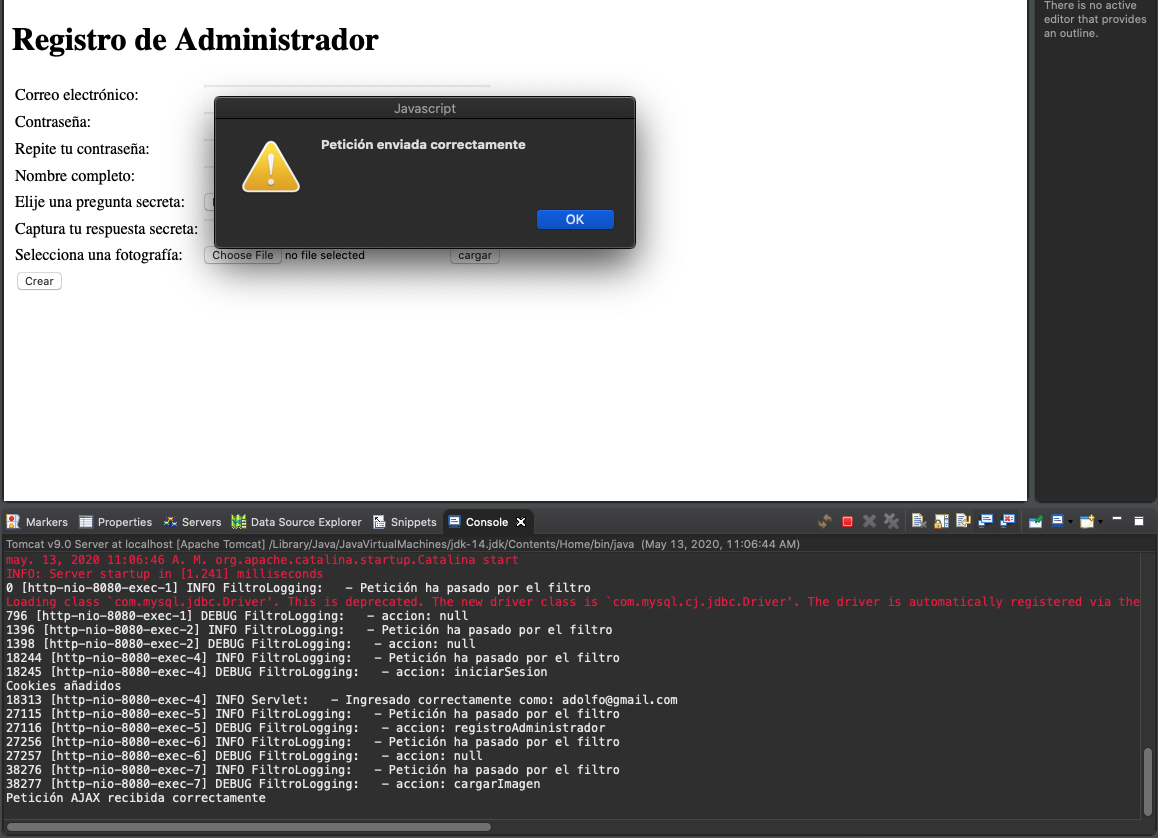 There is no active
editor that provides
an outline.
Registro de Administrador
Correo electrónico:
Contraseña:
Repite tu contraseña:
Nombre completo:
Elije una pregunta secreta:
Captura tu respuesta secreta:
Selecciona una fotografía:
Choose File no file selected cargar
Crear
Javascript
Petición enviada correctamente
OK
Markers Properties Servers Data Source Explorer Snippets Console
Tomcat v9.0 Server at localhost [Apache Tomcat] /Library/Java/JavaVirtualMachines/jdk-14.jdk/Contents/Home/bin/java (May 13, 2020, 11:06:44 AM)
may. 13, 2020 11:06:46 A. M. org.apache.catalina.startup.Catalina start
INFO: Server startup in [1.241] milliseconds
0 [http-nio-8080-exec-1] INFO FiltroLogging:   - Petición ha pasado por el filtro
Loading class `com.mysql.jdbc.Driver'. This is deprecated. The new driver class is `com.mysql.cj.jdbc.Driver'. The driver is automatically registered via the
796 [http-nio-8080-exec-1] DEBUG FiltroLogging:   - accion: null
1396 [http-nio-8080-exec-2] INFO FiltroLogging:   - Petición ha pasado por el filtro
1398 [http-nio-8080-exec-2] DEBUG FiltroLogging:   - accion: null
18244 [http-nio-8080-exec-4] INFO FiltroLogging:   - Petición ha pasado por el filtro
18245 [http-nio-8080-exec-4] DEBUG FiltroLogging:   - accion: iniciarSesion
Cookies añadidos
18313 [http-nio-8080-exec-4] INFO Servlet:   - Ingresado correctamente como: adolfo@gmail.com
27115 [http-nio-8080-exec-5] INFO FiltroLogging:   - Petición ha pasado por el filtro
27116 [http-nio-8080-exec-5] DEBUG FiltroLogging:   - accion: registroAdministrador
27256 [http-nio-8080-exec-6] INFO FiltroLogging:   - Petición ha pasado por el filtro
27257 [http-nio-8080-exec-6] DEBUG FiltroLogging:   - accion: null
38276 [http-nio-8080-exec-7] INFO FiltroLogging:   - Petición ha pasado por el filtro
38277 [http-nio-8080-exec-7] DEBUG FiltroLogging:   - accion: cargarImagen
Petición AJAX recibida correctamente